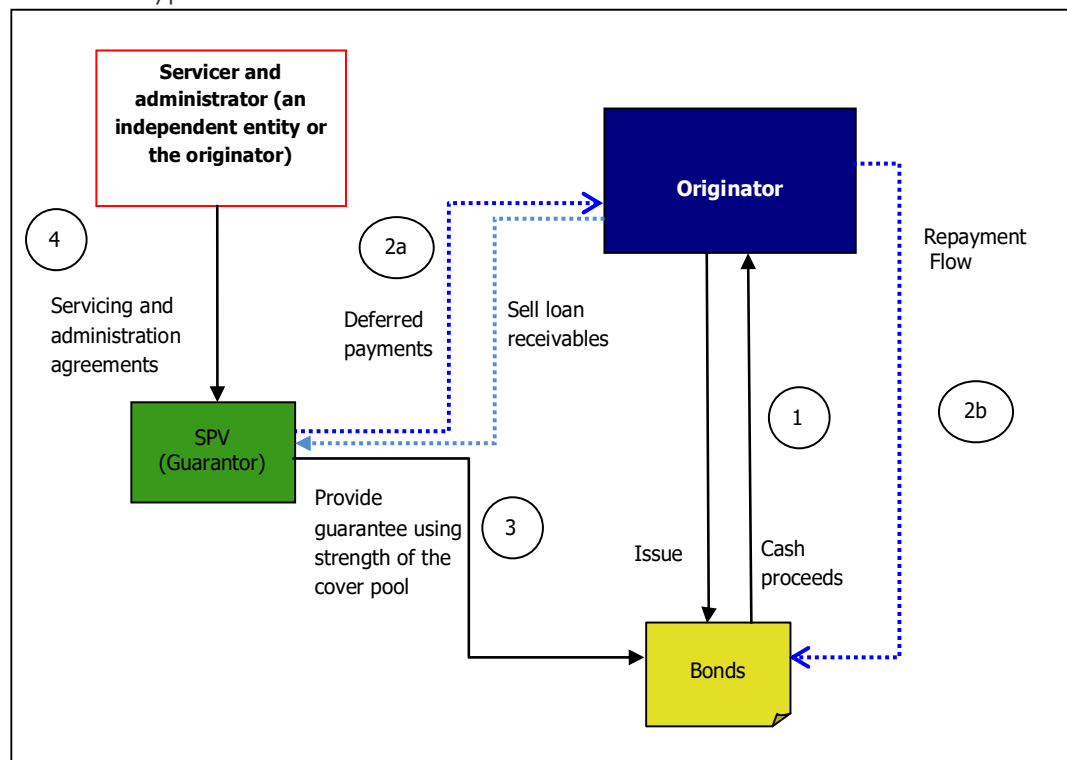 Servicer and
administrator (an
independent entity or
the originator)
Originator
4
2a
Repayment
Flow
Servicing and
administration
agreements
Deferred
payments
Sell loan
receivables
1
2b
SPV
(Guarantor)
Provide
guarantee using
strength of the
cover pool
3
Issue
Cash
proceeds
Bonds